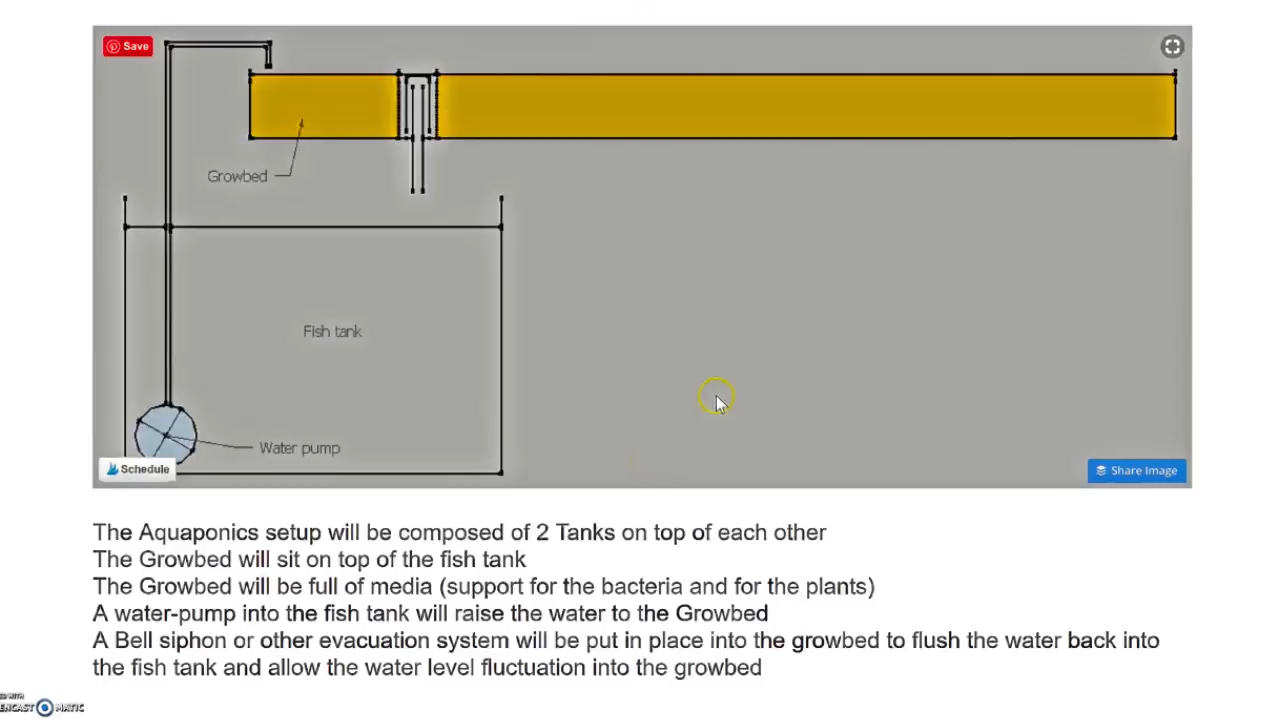 Save
Growbed
Fish tank
Water pump
Schedule
Share Image
The Aquaponics setup will be composed of 2 Tanks on top of each other
The Growbed will sit on top of the fish tank
The Growbed will be full of media (support for the bacteria and for the plants)
A water-pump into the fish tank will raise the water to the Growbed
A Bell siphon or other evacuation system will be put in place into the growbed to flush the water back into
the fish tank and allow the water level fluctuation into the growbed
MATIC